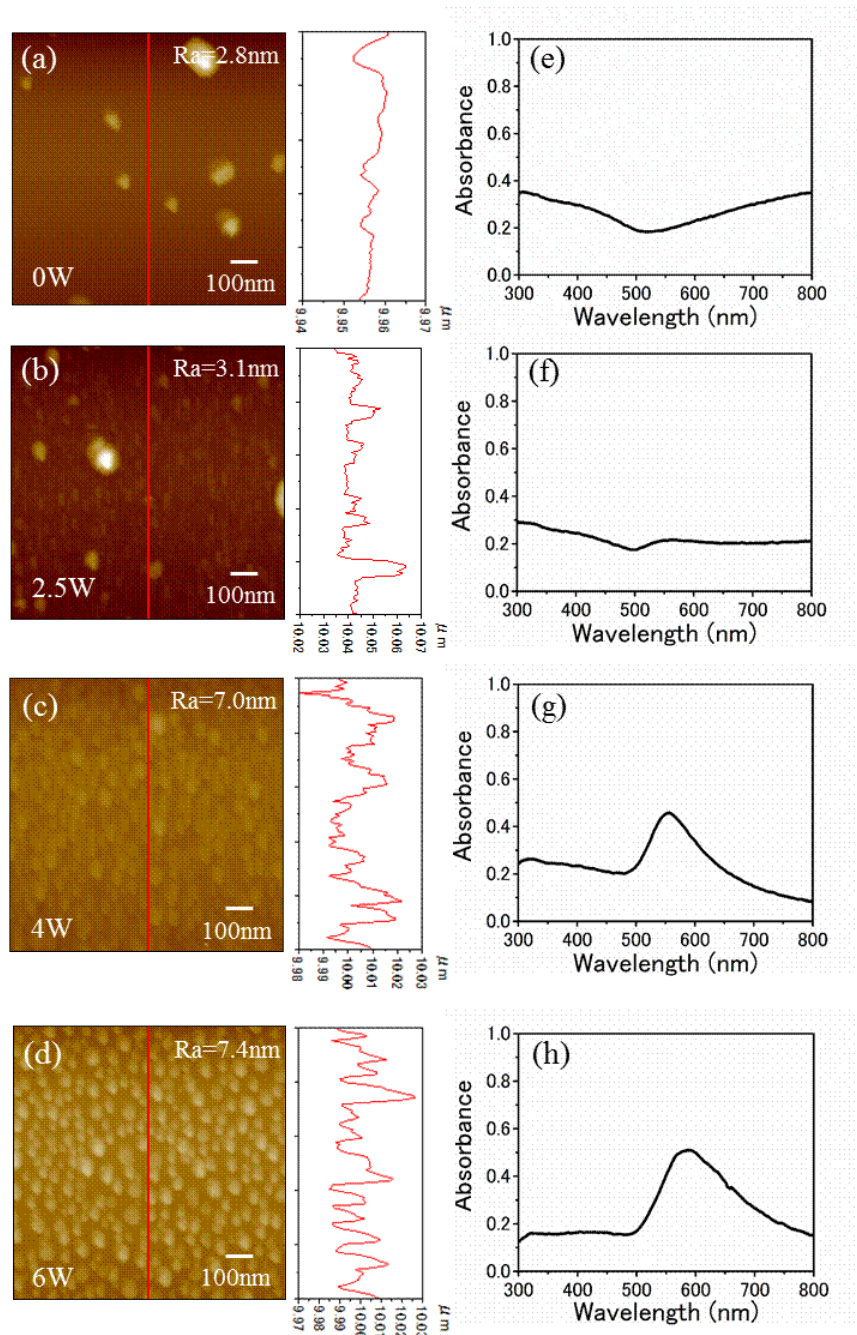 (a)
Ra=2.8nm
0W
100nm
9.94
9.95
9.96
9.97
μm
(e)
Absorbance
1.0
0.8
0.6
0.4
0.2
0.0
300 400 500 600 700 800
Wavelength (nm)
(b)
Ra=3.1nm
2.5W
100nm
10.02
10.03
10.04
10.05
10.06
10.07
μm
(f)
Absorbance
1.0
0.8
0.6
0.4
0.2
0.0
300 400 500 600 700 800
Wavelength (nm)
(c)
Ra=7.0nm
4W
100nm
9.98
9.99
10.00
10.01
10.02
10.03
μm
(g)
Absorbance
1.0
0.8
0.6
0.4
0.2
0.0
300 400 500 600 700 800
Wavelength (nm)
(d)
Ra=7.4nm
6W
100nm
9.97
9.98
9.99
10.00
10.01
10.02
10.03
μm
(h)
Absorbance
1.0
0.8
0.6
0.4
0.2
0.0
300 400 500 600 700 800
Wavelength (nm)